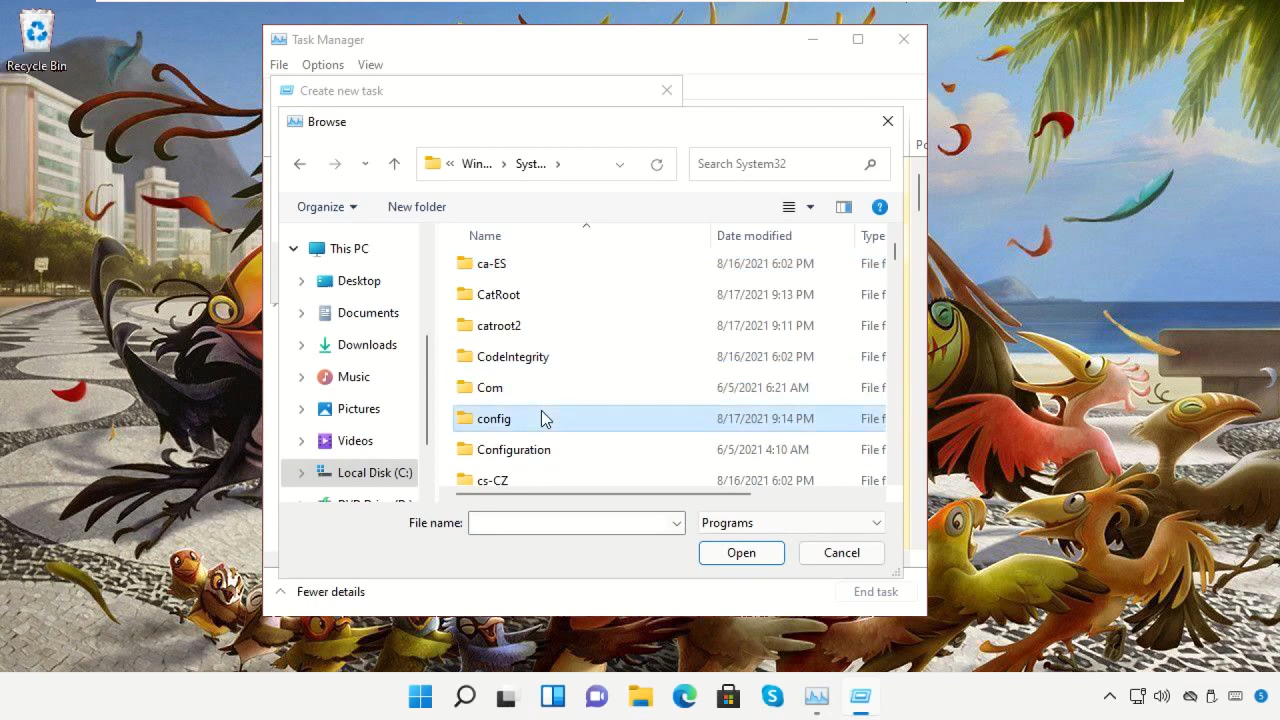 Recycle Bin
Task Manager
File Options View
Create new task
Browse
« Win... › Syst... ›
Search System32
Organize New folder
Name Date modified Type
This PC
Desktop
Documents
Downloads
Music
Pictures
Videos
Local Disk (C:)
ca-ES 8/16/2021 6:02 PM File f
CatRoot 8/17/2021 9:13 PM File f
catroot2 8/17/2021 9:11 PM File f
CodeIntegrity 8/16/2021 6:02 PM File f
Com 6/5/2021 6:21 AM File f
config 8/17/2021 9:14 PM File f
Configuration 6/5/2021 4:10 AM File f
cs-CZ 8/16/2021 6:02 PM File f
File name: Programs
Open Cancel
Fewer details End task
5